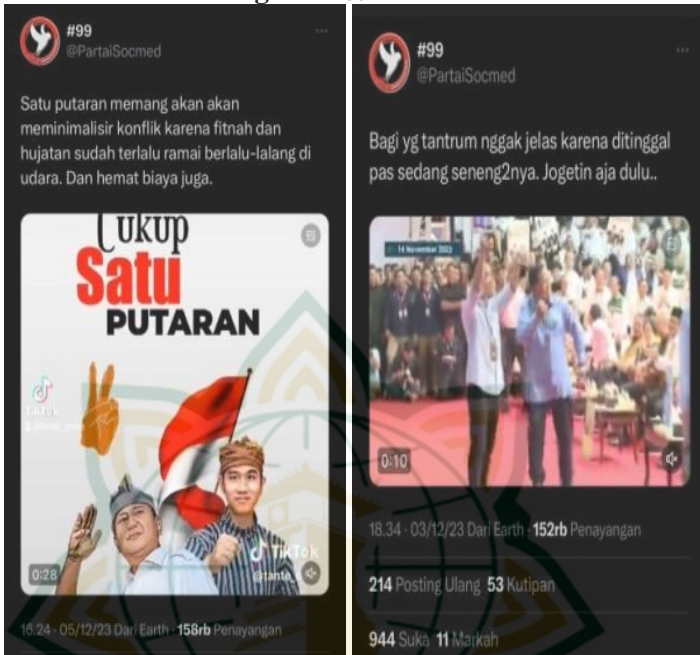 #99
@PartaiSocmed
Satu putaran memang akan akan
meminimalisir konflik karena fitnah dan
hujatan sudah terlalu ramai berlalu-lalang di
udara. Dan hemat biaya juga.
Cukup
Satu
PUTARAN
TikTok
TikTok
0:28
16.24 · 05/12/23 Dari Earth · 158rb Penayangan
#99
@PartaiSocmed
Bagi yg tantrum nggak jelas karena ditinggal
pas sedang seneng2nya. Jogetin aja dulu..
14 November 2023
0:10
18.34 · 03/12/23 Dari Earth · 152rb Penayangan
214 Posting Ulang 53 Kutipan
944 Suka 11 Markah